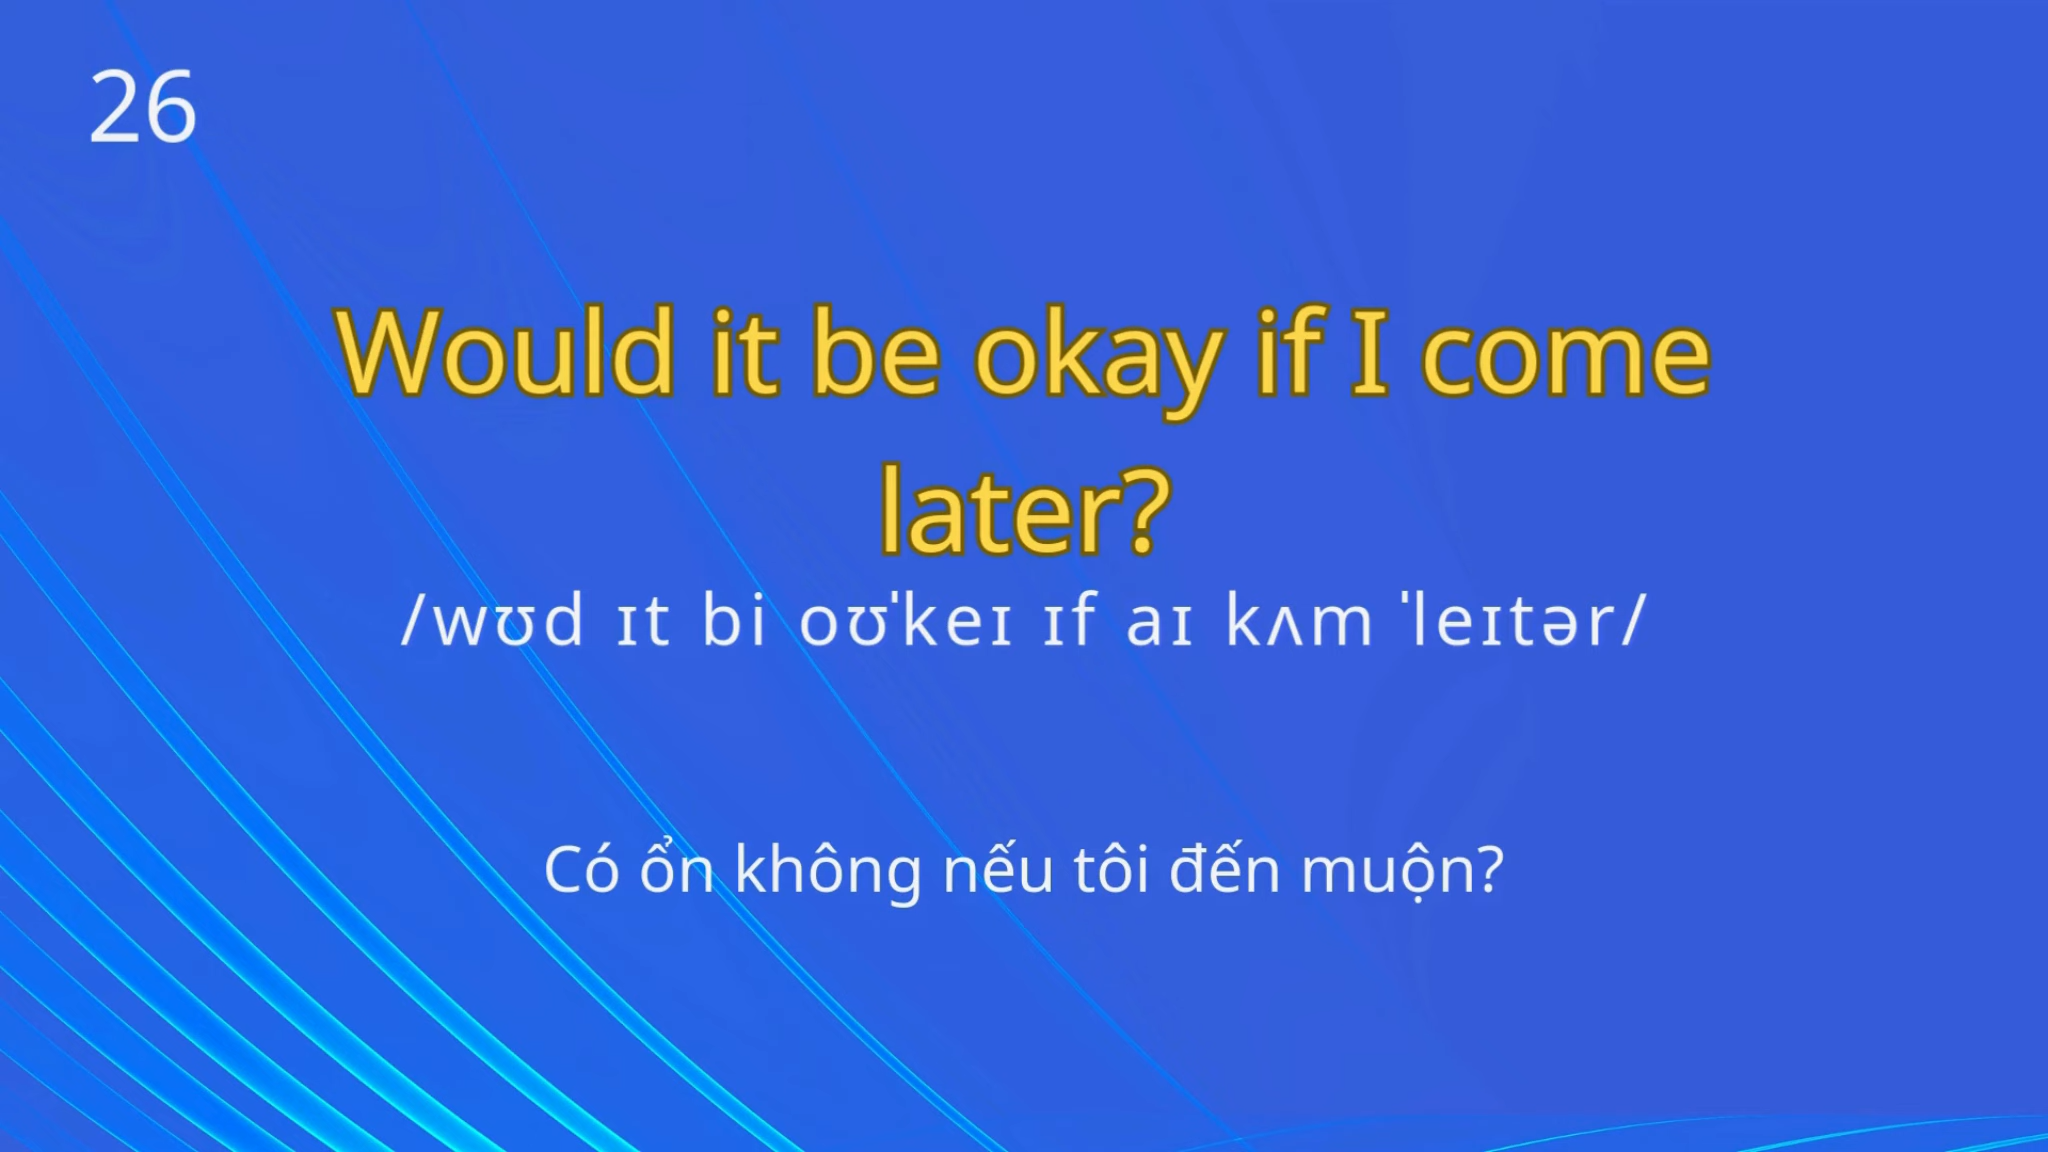 26
Would it be okay if I come
later?
/wʊd ɪt bi oʊˈkeɪ ɪf aɪ kʌm ˈleɪtər/
Có ổn không nếu tôi đến muộn?